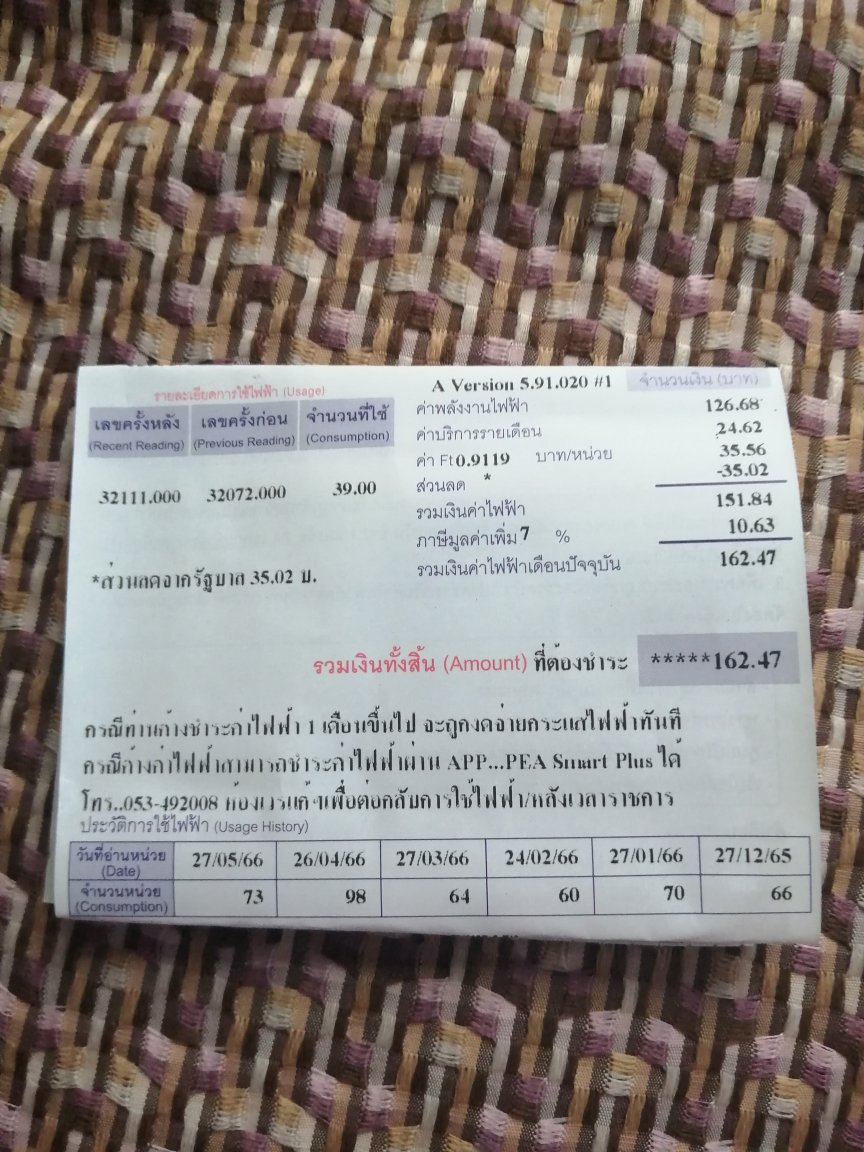 รายละเอียดการใช้ไฟฟ้า (Usage)
เลขครั้งหลัง เลขครั้งก่อน จำนวนที่ใช้
(Recent Reading) (Previous Reading) (Consumption)
32111.000 32072.000 39.00
*ส่วนลดจากรัฐบาล 35.02 บ.
A Version 5.91.020 #1 จำนวนเงิน (บาท)
ค่าพลังงานไฟฟ้า 126.68
ค่าบริการรายเดือน 24.62
ค่า Ft 0.9119 บาท/หน่วย 35.56
ส่วนลด * -35.02
รวมเงินค่าไฟฟ้า 151.84
ภาษีมูลค่าเพิ่ม 7 % 10.63
รวมเงินค่าไฟฟ้าเดือนปัจจุบัน 162.47
รวมเงินทั้งสิ้น (Amount) ที่ต้องชำระ *****162.47
กรณีท่านค้างชำระค่าไฟฟ้า 1 เดือนขึ้นไป จะถูกงดจ่ายกระแสไฟฟ้าทันที
กรณีค้างค่าไฟฟ้าสามารถชำระค่าไฟฟ้าผ่าน APP...PEA Smart Plus ได้
โทร..053-492008 ห้องเวรแก้ฯเพื่อต่อกลับการใช้ไฟฟ้า/หลังเวลาราชการ
ประวัติการใช้ไฟฟ้า (Usage History)
วันที่อ่านหน่วย (Date) 27/05/66 26/04/66 27/03/66 24/02/66 27/01/66 27/12/65
จำนวนหน่วย (Consumption) 73 98 64 60 70 66